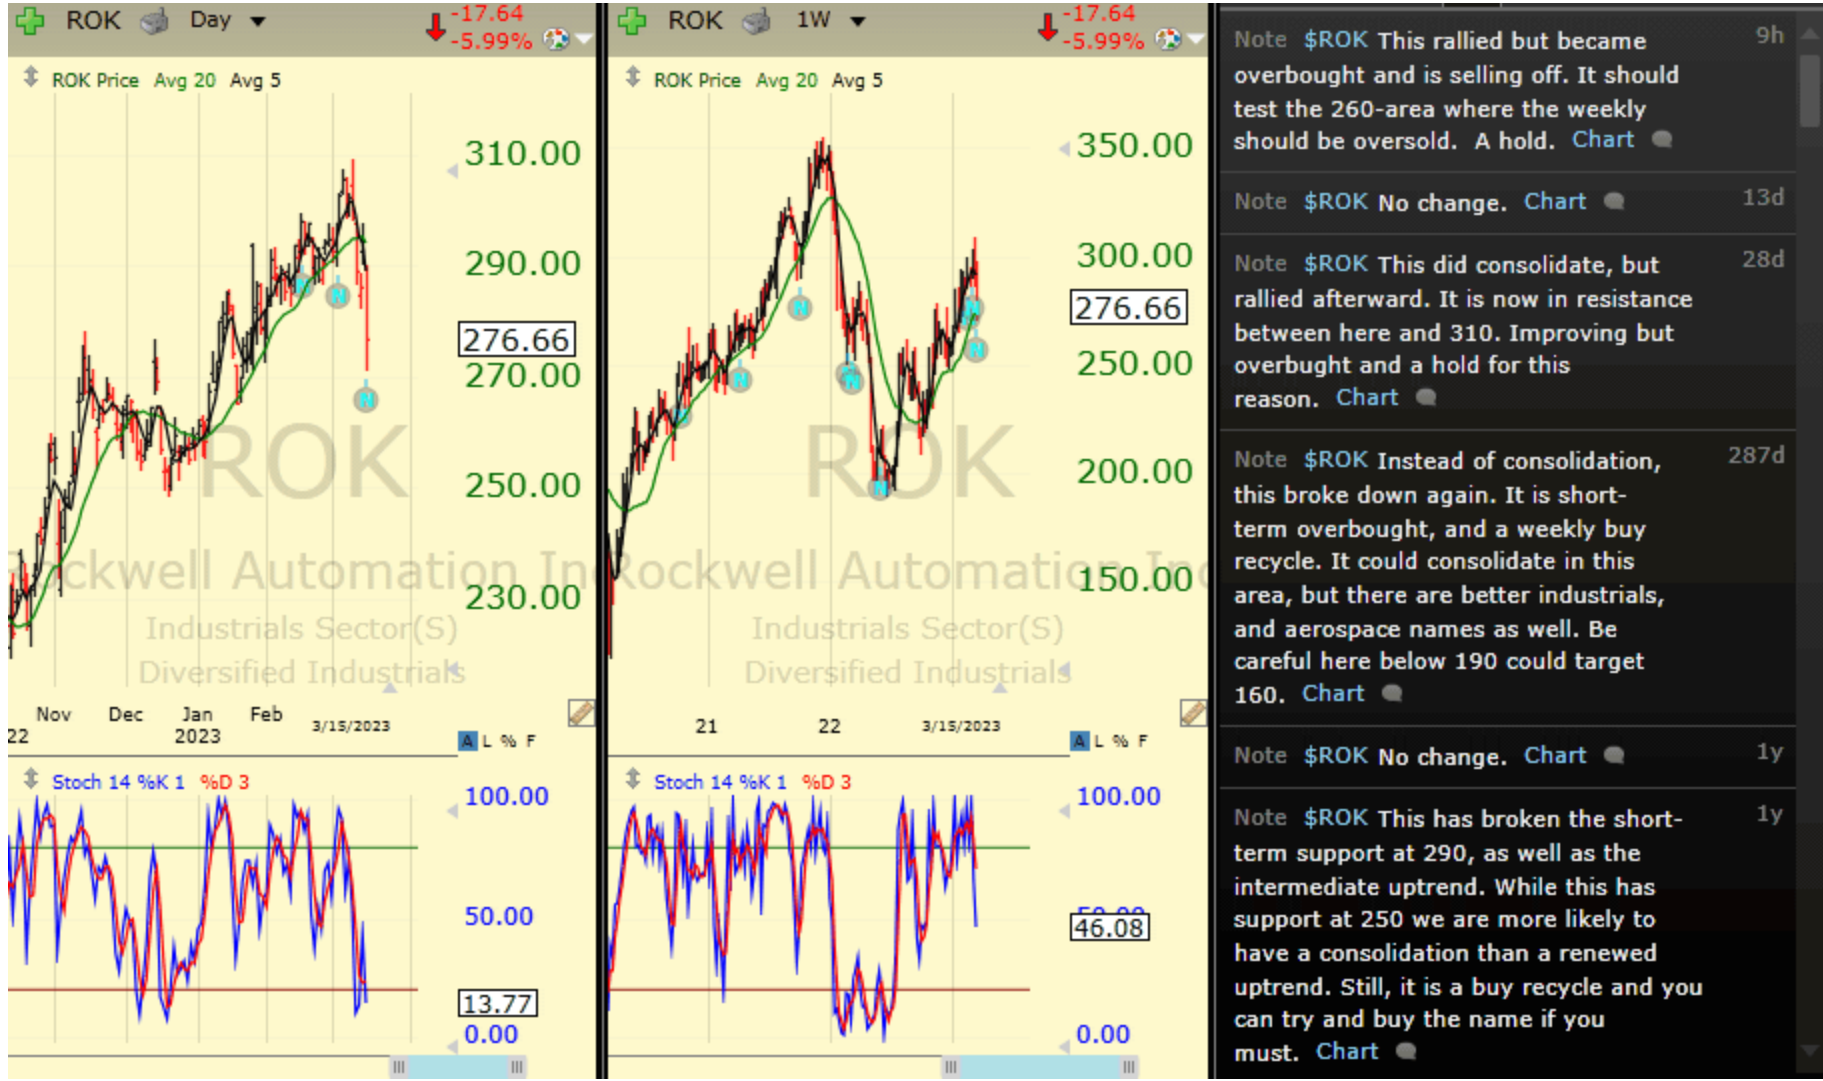 ROK Day
-17.64
-5.99%
ROK Price Avg 20 Avg 5
310.00
290.00
276.66
270.00
250.00
230.00
ROK
Rockwell Automation Inc
Industrials Sector(S)
Diversified Industrials
Nov Dec Jan Feb 3/15/2023
22 2023
A L % F
Stoch 14 %K 1 %D 3
100.00
50.00
13.77
0.00
ROK 1W
-17.64
-5.99%
ROK Price Avg 20 Avg 5
350.00
300.00
276.66
250.00
200.00
150.00
ROK
Rockwell Automation Inc
Industrials Sector(S)
Diversified Industrials
21 22 3/15/2023
A L % F
Stoch 14 %K 1 %D 3
100.00
50.00
46.08
0.00
Note $ROK This rallied but became 9h
overbought and is selling off. It should
test the 260-area where the weekly
should be oversold. A hold. Chart
Note $ROK No change. Chart 13d
Note $ROK This did consolidate, but 28d
rallied afterward. It is now in resistance
between here and 310. Improving but
overbught and a hold for this
reason. Chart
Note $ROK Instead of consolidation, 287d
this broke down again. It is short-
term overbought, and a weekly buy
recycle. It could consolidate in this
area, but there are better industrials,
and aerospace names as well. Be
careful here below 190 could target
160. Chart
Note $ROK No change. Chart 1y
Note $ROK This has broken the short- 1y
term support at 290, as well as the
intermediate uptrend. While this has
support at 250 we are more likely to
have a consolidation than a renewed
uptrend. Still, it is a buy recycle and you
can try and buy the name if you
must. Chart